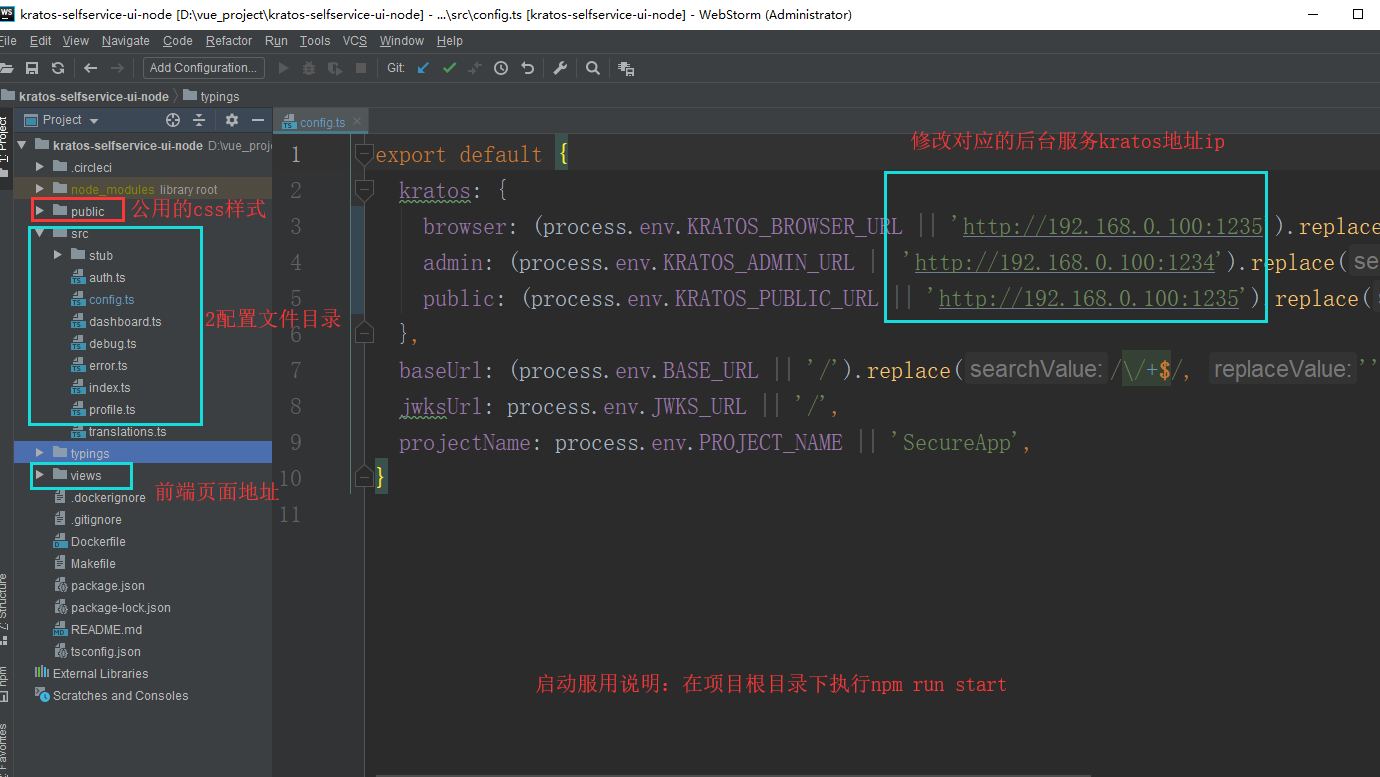 WS kratos-selfservice-ui-node [D:\vue_project\kratos-selfservice-ui-node] - ...\src\config.ts [kratos-selfservice-ui-node] - WebStorm (Administrator)
File Edit View Navigate Code Refactor Run Tools VCS Window Help
Add Configuration... Git:
kratos-selfservice-ui-node typings
Project config.ts
1: Project
kratos-selfservice-ui-node D:\vue_proje
.circleci
node_modules library root
public 公用的css样式
src
stub
auth.ts
config.ts
dashboard.ts
2配置文件目录
debug.ts
error.ts
index.ts
profile.ts
translations.ts
typings
views
前端页面地址
.dockerignore
.gitignore
Dockerfile
Makefile
package.json
package-lock.json
README.md
tsconfig.json
External Libraries
Scratches and Consoles
7: Structure
npm
Favorites
修改对应的后台服务kratos地址ip
1 export default {
2 kratos: {
3 browser: (process.env.KRATOS_BROWSER_URL || 'http://192.168.0.100:1235').replace
4 admin: (process.env.KRATOS_ADMIN_URL || 'http://192.168.0.100:1234').replace( se
5 public: (process.env.KRATOS_PUBLIC_URL || 'http://192.168.0.100:1235').replace(
6 },
7 baseUrl: (process.env.BASE_URL || '/').replace( searchValue: /\/+$/, replaceValue: ''
8 jwksUrl: process.env.JWKS_URL || '/',
9 projectName: process.env.PROJECT_NAME || 'SecureApp',
10 }
11
启动服用说明：在项目根目录下执行npm run start